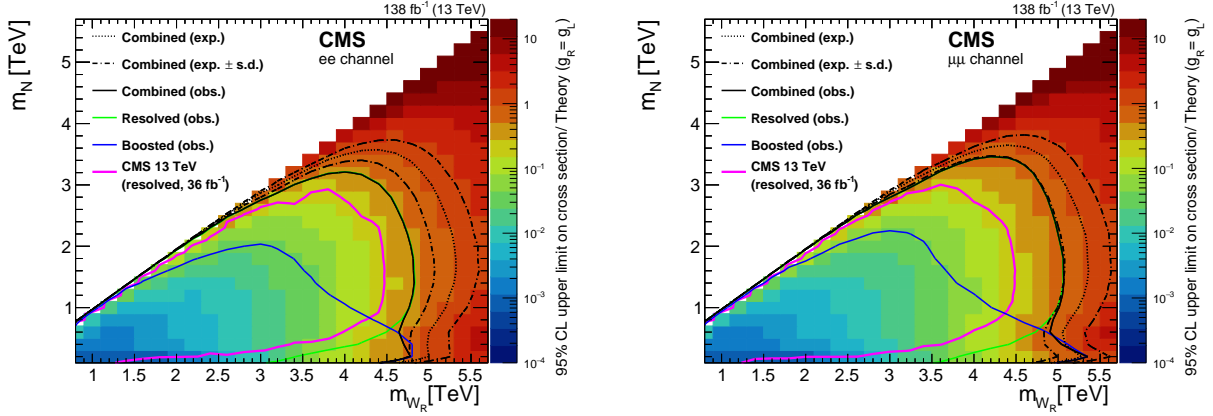 138 fb⁻¹ (13 TeV)
CMS
ee channel
Combined (exp.)
Combined (exp. ± s.d.)
Combined (obs.)
Resolved (obs.)
Boosted (obs.)
CMS 13 TeV
(resolved, 36 fb⁻¹)
m_N [TeV]
5
4
3
2
1
1 1.5 2 2.5 3 3.5 4 4.5 5 5.5
m_{W_R}[TeV]
10
1
10⁻¹
10⁻²
10⁻³
10⁻⁴
95% CL upper limit on cross section/ Theory (g_R= g_L)
138 fb⁻¹ (13 TeV)
CMS
μμ channel
Combined (exp.)
Combined (exp. ± s.d.)
Combined (obs.)
Resolved (obs.)
Boosted (obs.)
CMS 13 TeV
(resolved, 36 fb⁻¹)
m_N [TeV]
5
4
3
2
1
1 1.5 2 2.5 3 3.5 4 4.5 5 5.5
m_{W_R}[TeV]
10
1
10⁻¹
10⁻²
10⁻³
10⁻⁴
95% CL upper limit on cross section/ Theory (g_R= g_L)